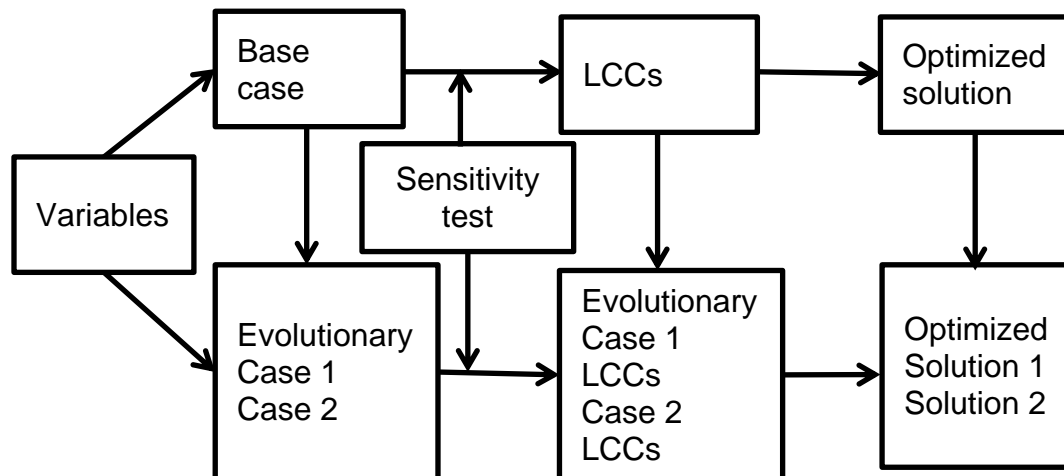 Base
case
LCCs
Optimized
solution
Variables
Sensitivity
test
Evolutionary
Case 1
Case 2
Evolutionary
Case 1
LCCs
Case 2
LCCs
Optimized
Solution 1
Solution 2